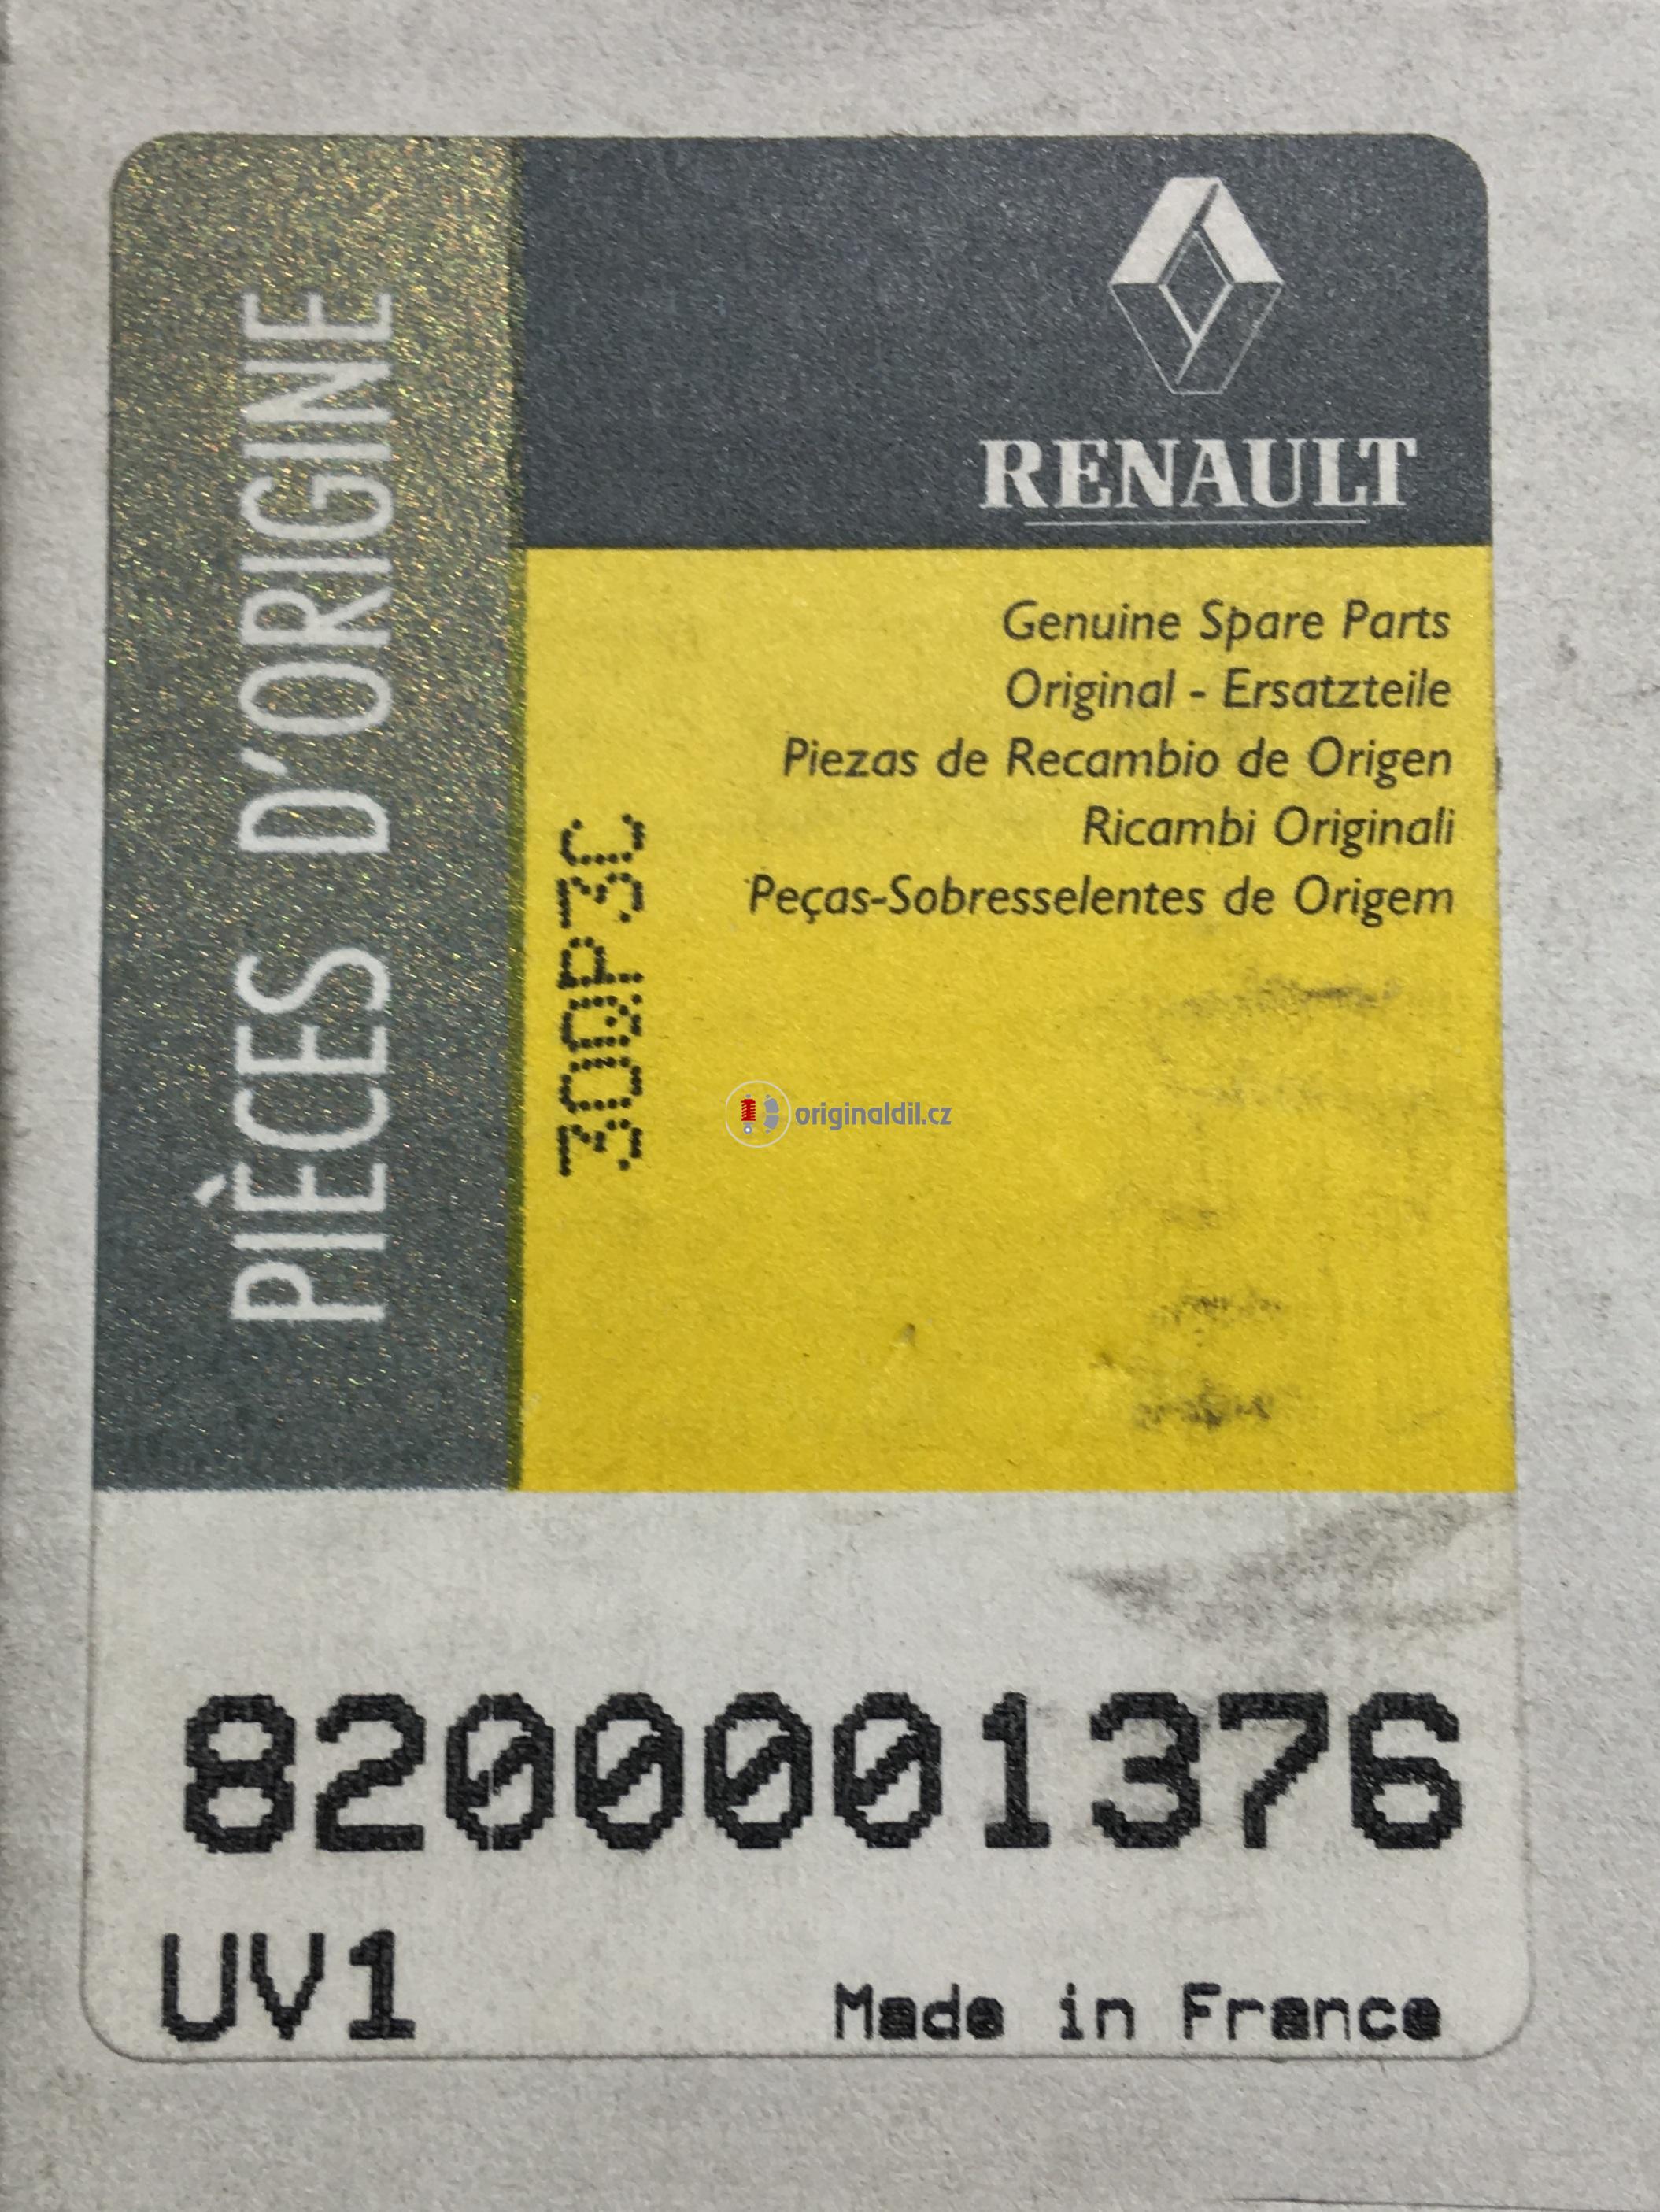 PIÈCES D'ORIGINE
RENAULT
Genuine Spare Parts
Original - Ersatzteile
Piezas de Recambio de Origen
Ricambi Originali
Peças-Sobresselentes de Origem
30QP3C
originaldil.cz
8200001376
UV1
Made in France